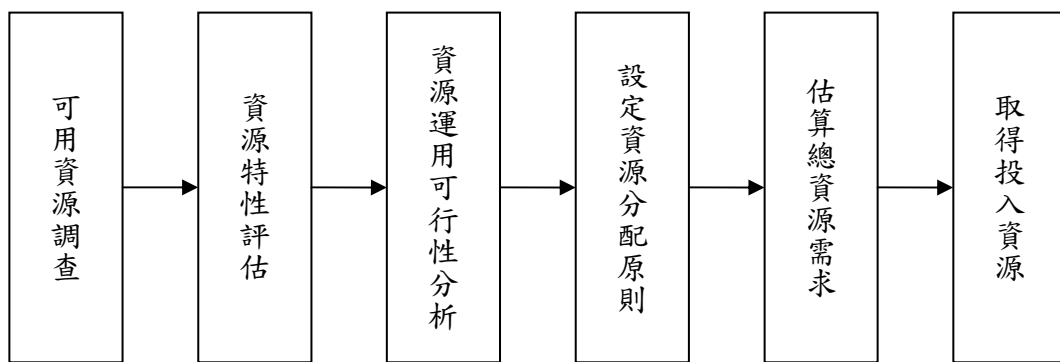 可用資源調查
資源特性評估
資源運用可行性分析
設定資源分配原則
估算總資源需求
取得投入資源